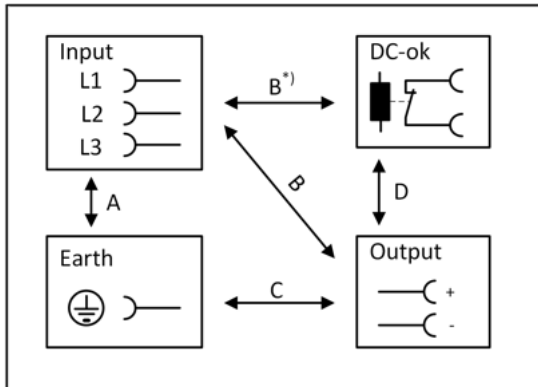 Input
L1
L2
L3
B*)
DC-ok
A
B
D
Earth
C
Output
+
-